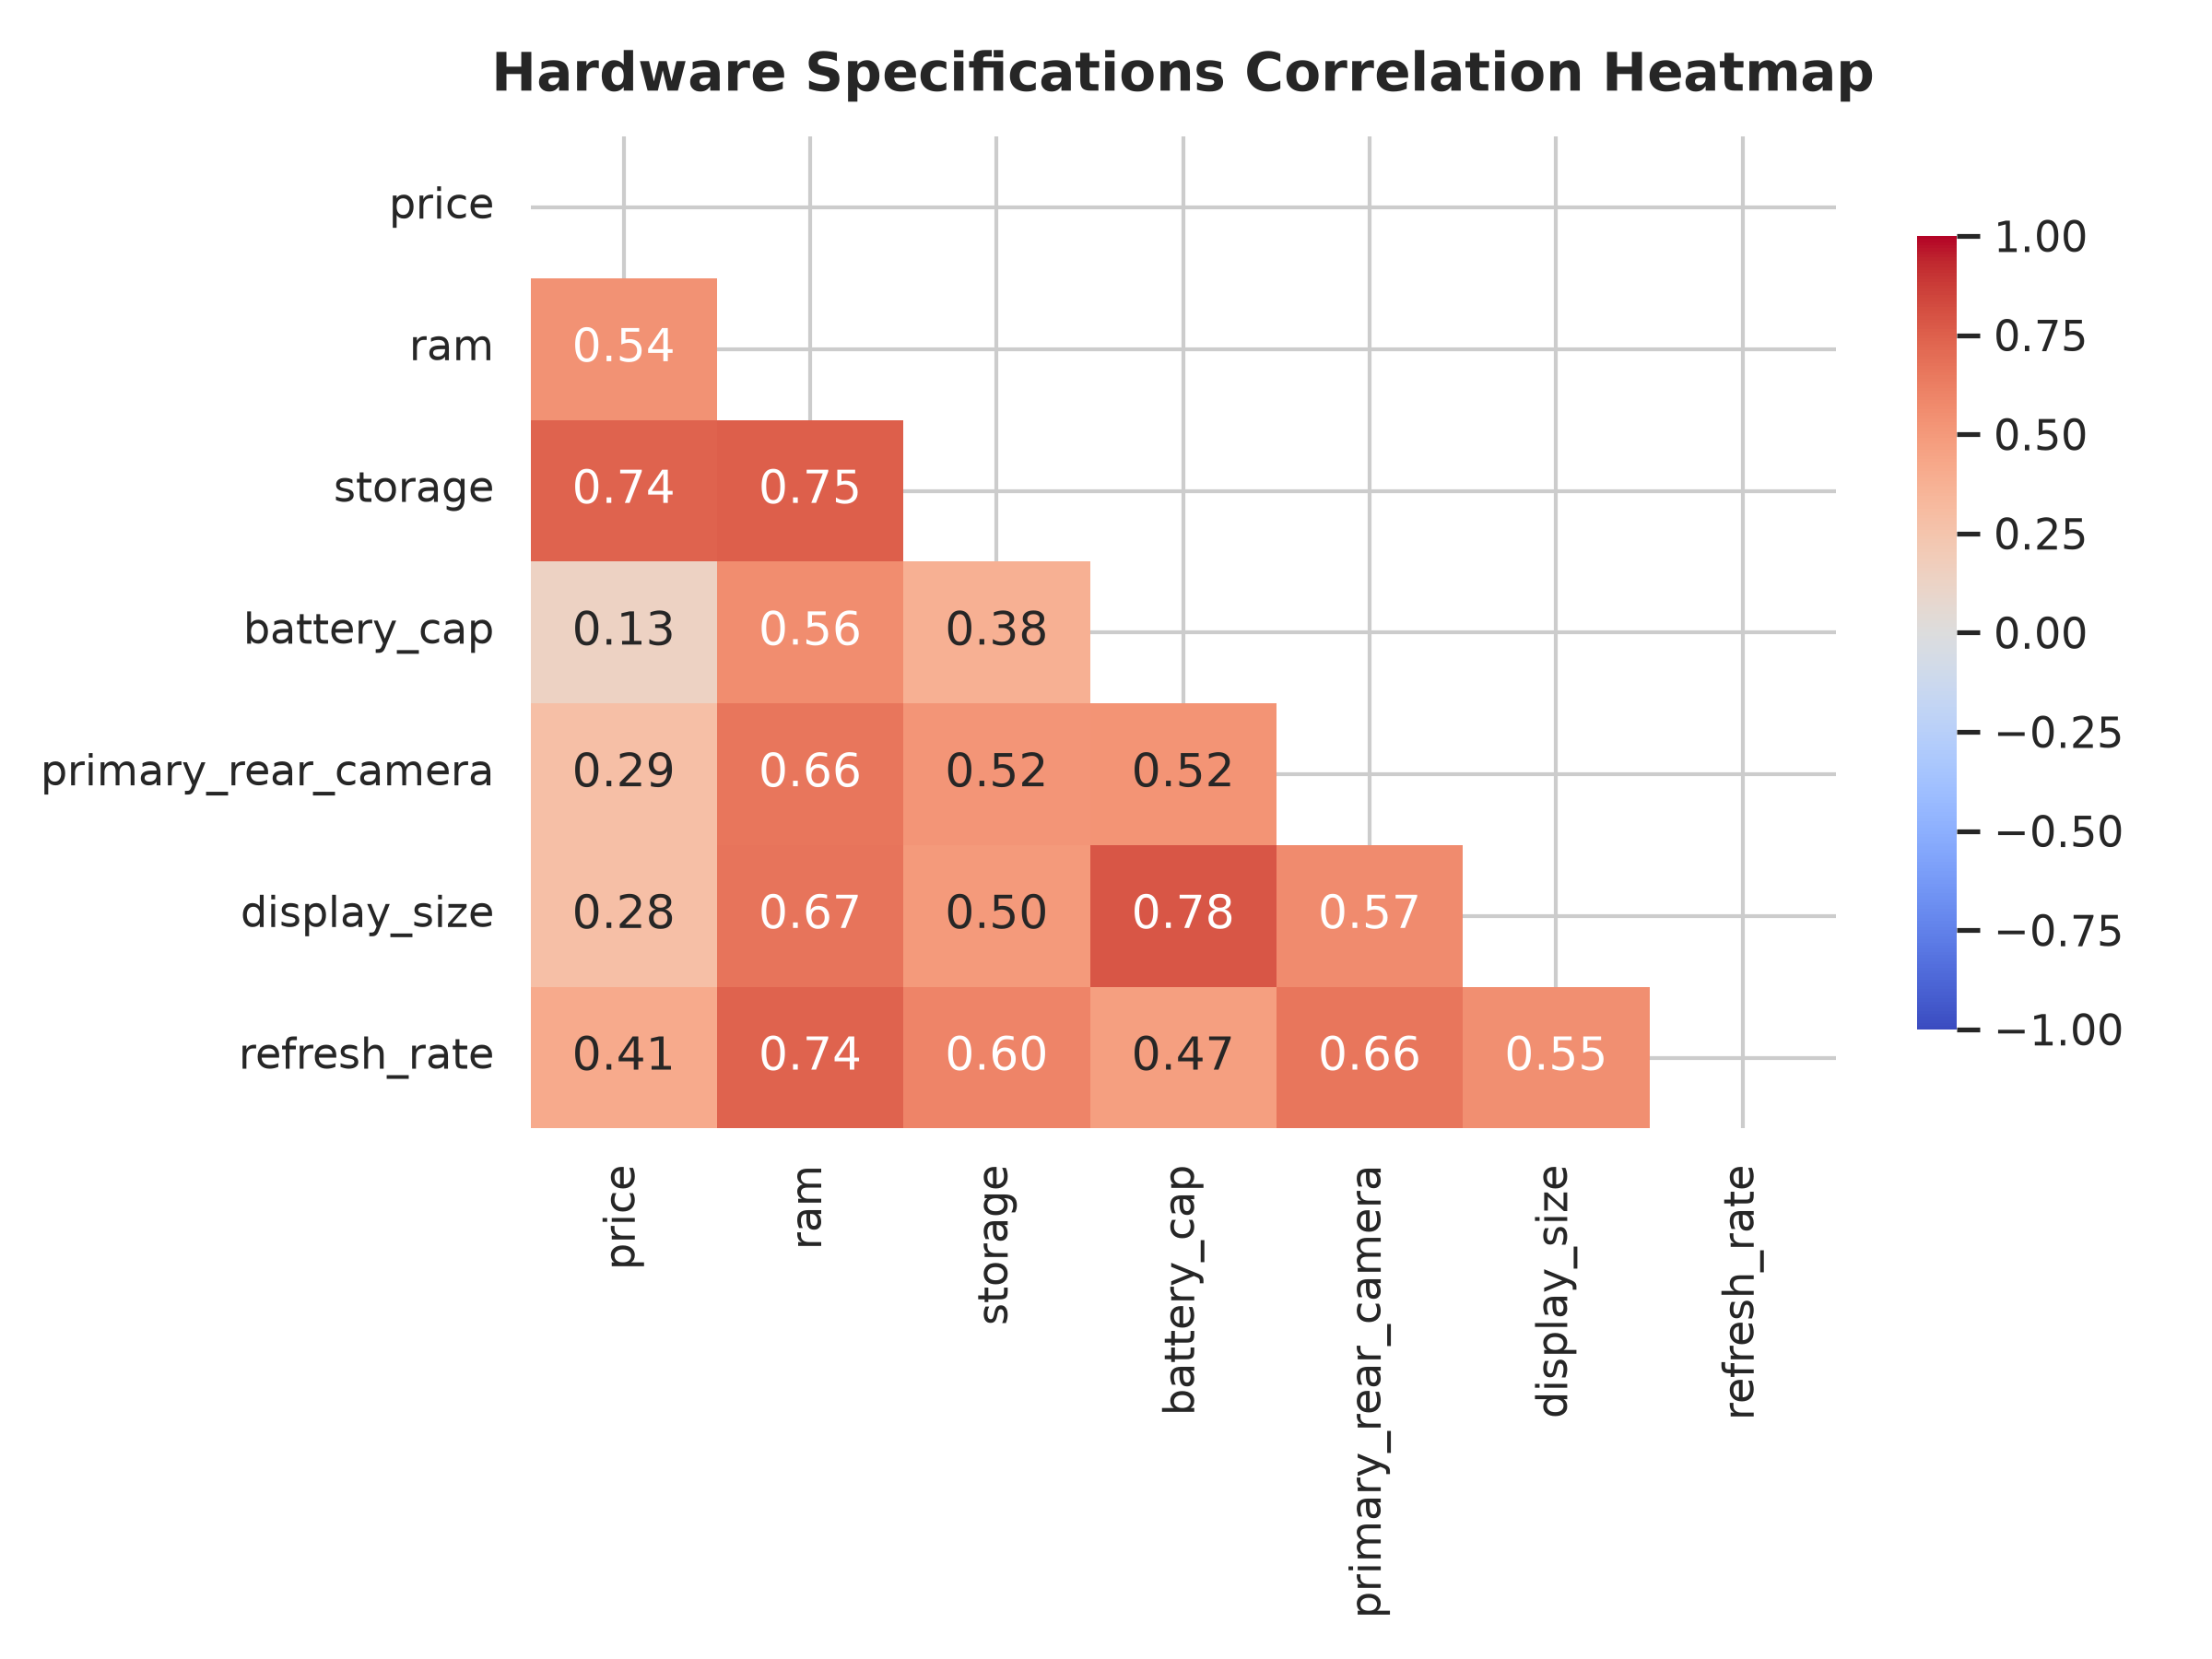 Hardware Specifications Correlation Heatmap
price
ram
0.54
storage
0.74 0.75
battery_cap
0.13 0.56 0.38
primary_rear_camera
0.29 0.66 0.52 0.52
display_size
0.28 0.67 0.50 0.78 0.57
refresh_rate
0.41 0.74 0.60 0.47 0.66 0.55
price
ram
storage
battery_cap
primary_rear_camera
display_size
refresh_rate
1.00
0.75
0.50
0.25
0.00
−0.25
−0.50
−0.75
−1.00